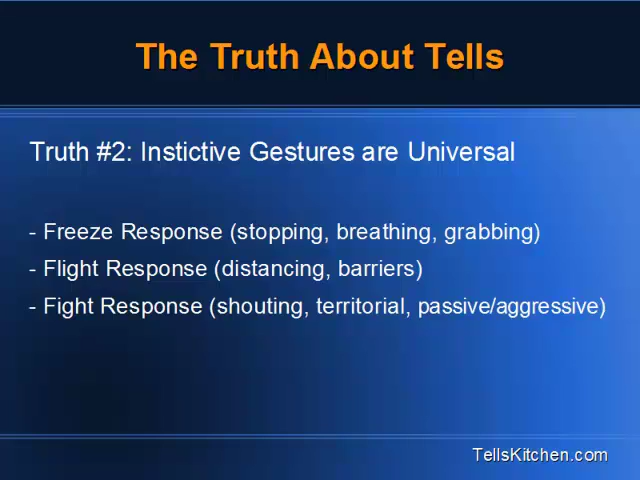 The Truth About Tells
Truth #2: Instictive Gestures are Universal
- Freeze Response (stopping, breathing, grabbing)
- Flight Response (distancing, barriers)
- Fight Response (shouting, territorial, passive/aggressive)
TellsKitchen.com